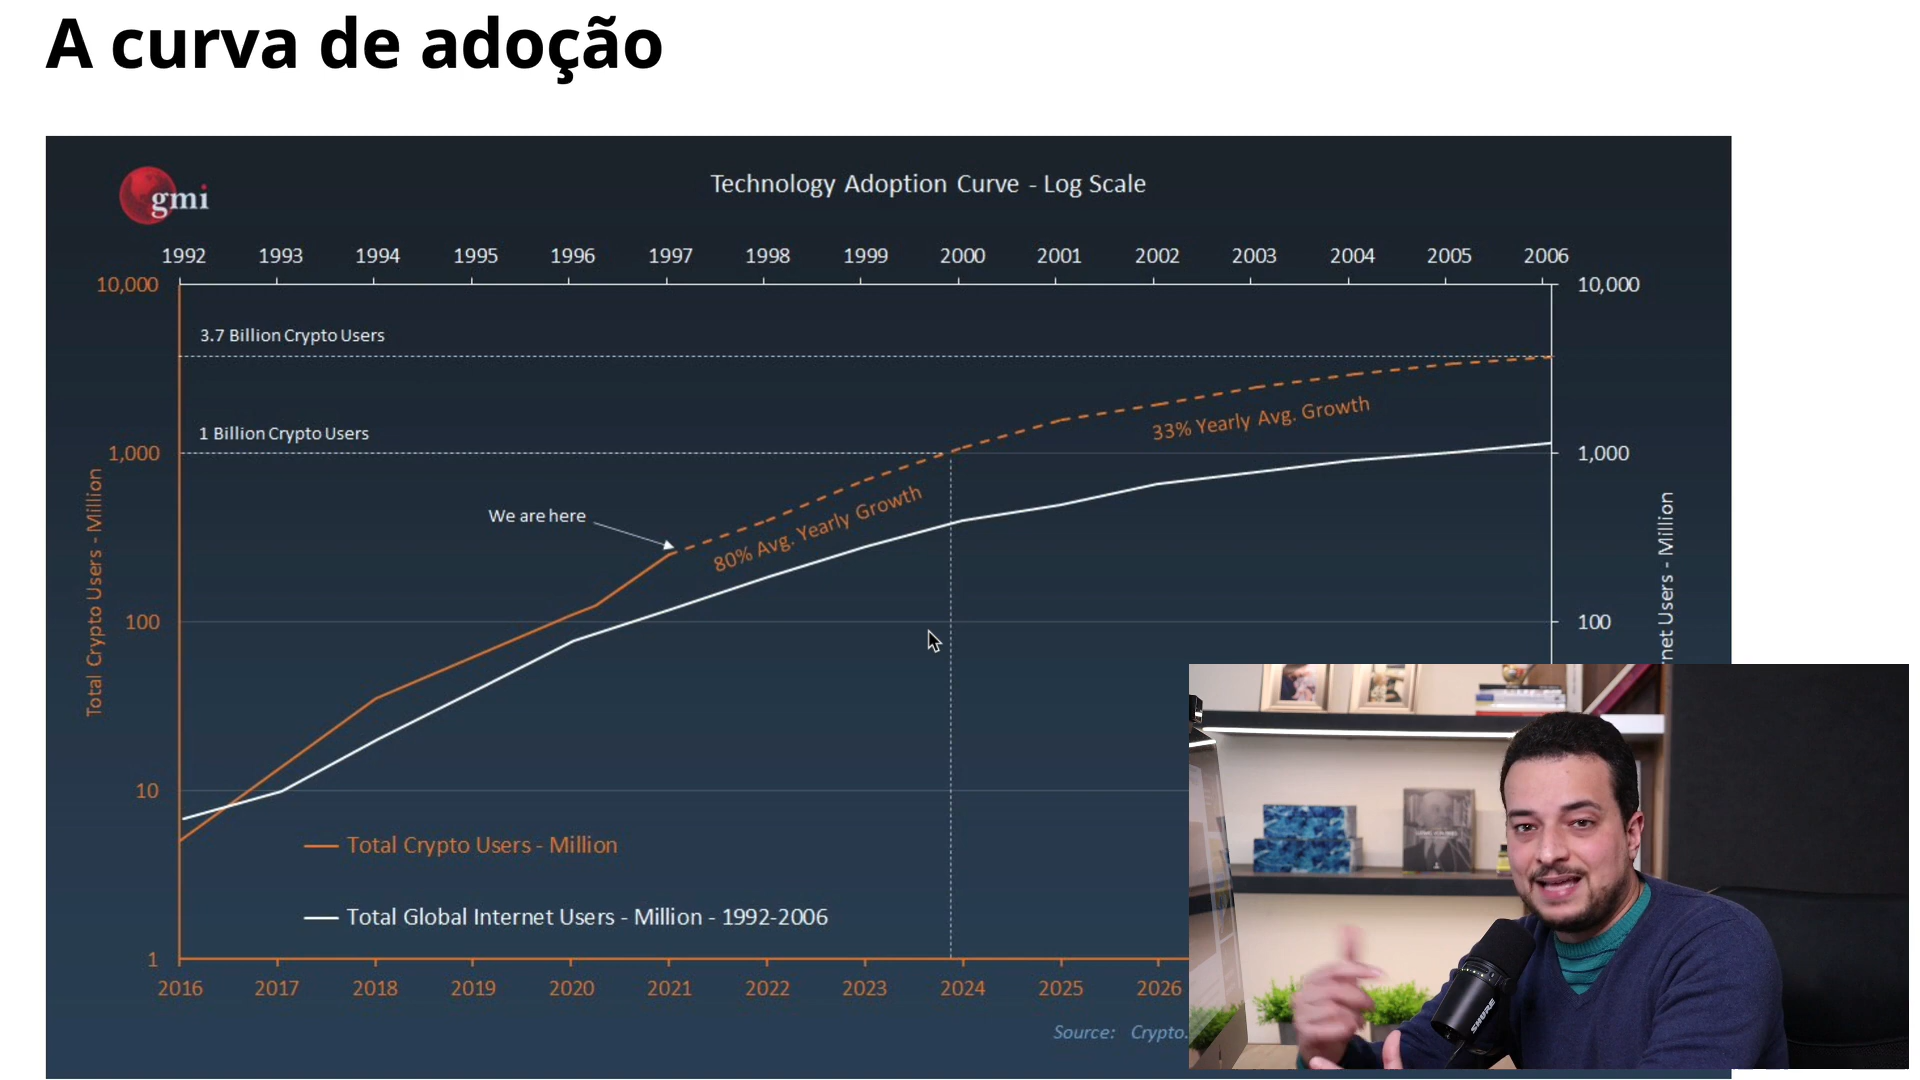 A curva de adoção
gmi
Technology Adoption Curve - Log Scale
1992 1993 1994 1995 1996 1997 1998 1999 2000 2001 2002 2003 2004 2005 2006
10,000 10,000
3.7 Billion Crypto Users
33% Yearly Avg. Growth
1 Billion Crypto Users
1,000 1,000
80% Avg. Yearly Growth
We are here
Total Crypto Users - Million
Users - Million
100 100
10
Total Crypto Users - Million
Total Global Internet Users - Million - 1992-2006
1
2016 2017 2018 2019 2020 2021 2022 2023 2024 2025 2026
Source: Crypto.
SHURE